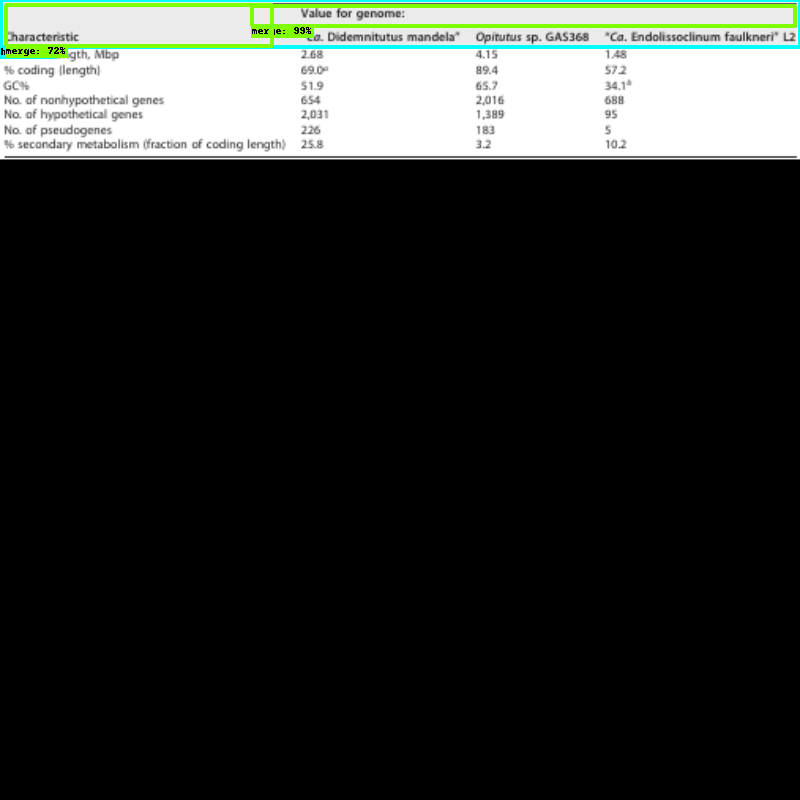 Value for genome:
merge: 99%
Characteristic Ca. Didemnitutus mandela" Opitutus sp. GAS368 "Ca. Endolissoclinum faulkneri" L2
merge: 72%
gth, Mbp 2.68 4.15 1.48
% coding (length) 69.0a 89.4 57.2
GC% 51.9 65.7 34.1b
No. of nonhypothetical genes 654 2,016 688
No. of hypothetical genes 2,031 1,389 95
No. of pseudogenes 226 183 5
% secondary metabolism (fraction of coding length) 25.8 3.2 10.2